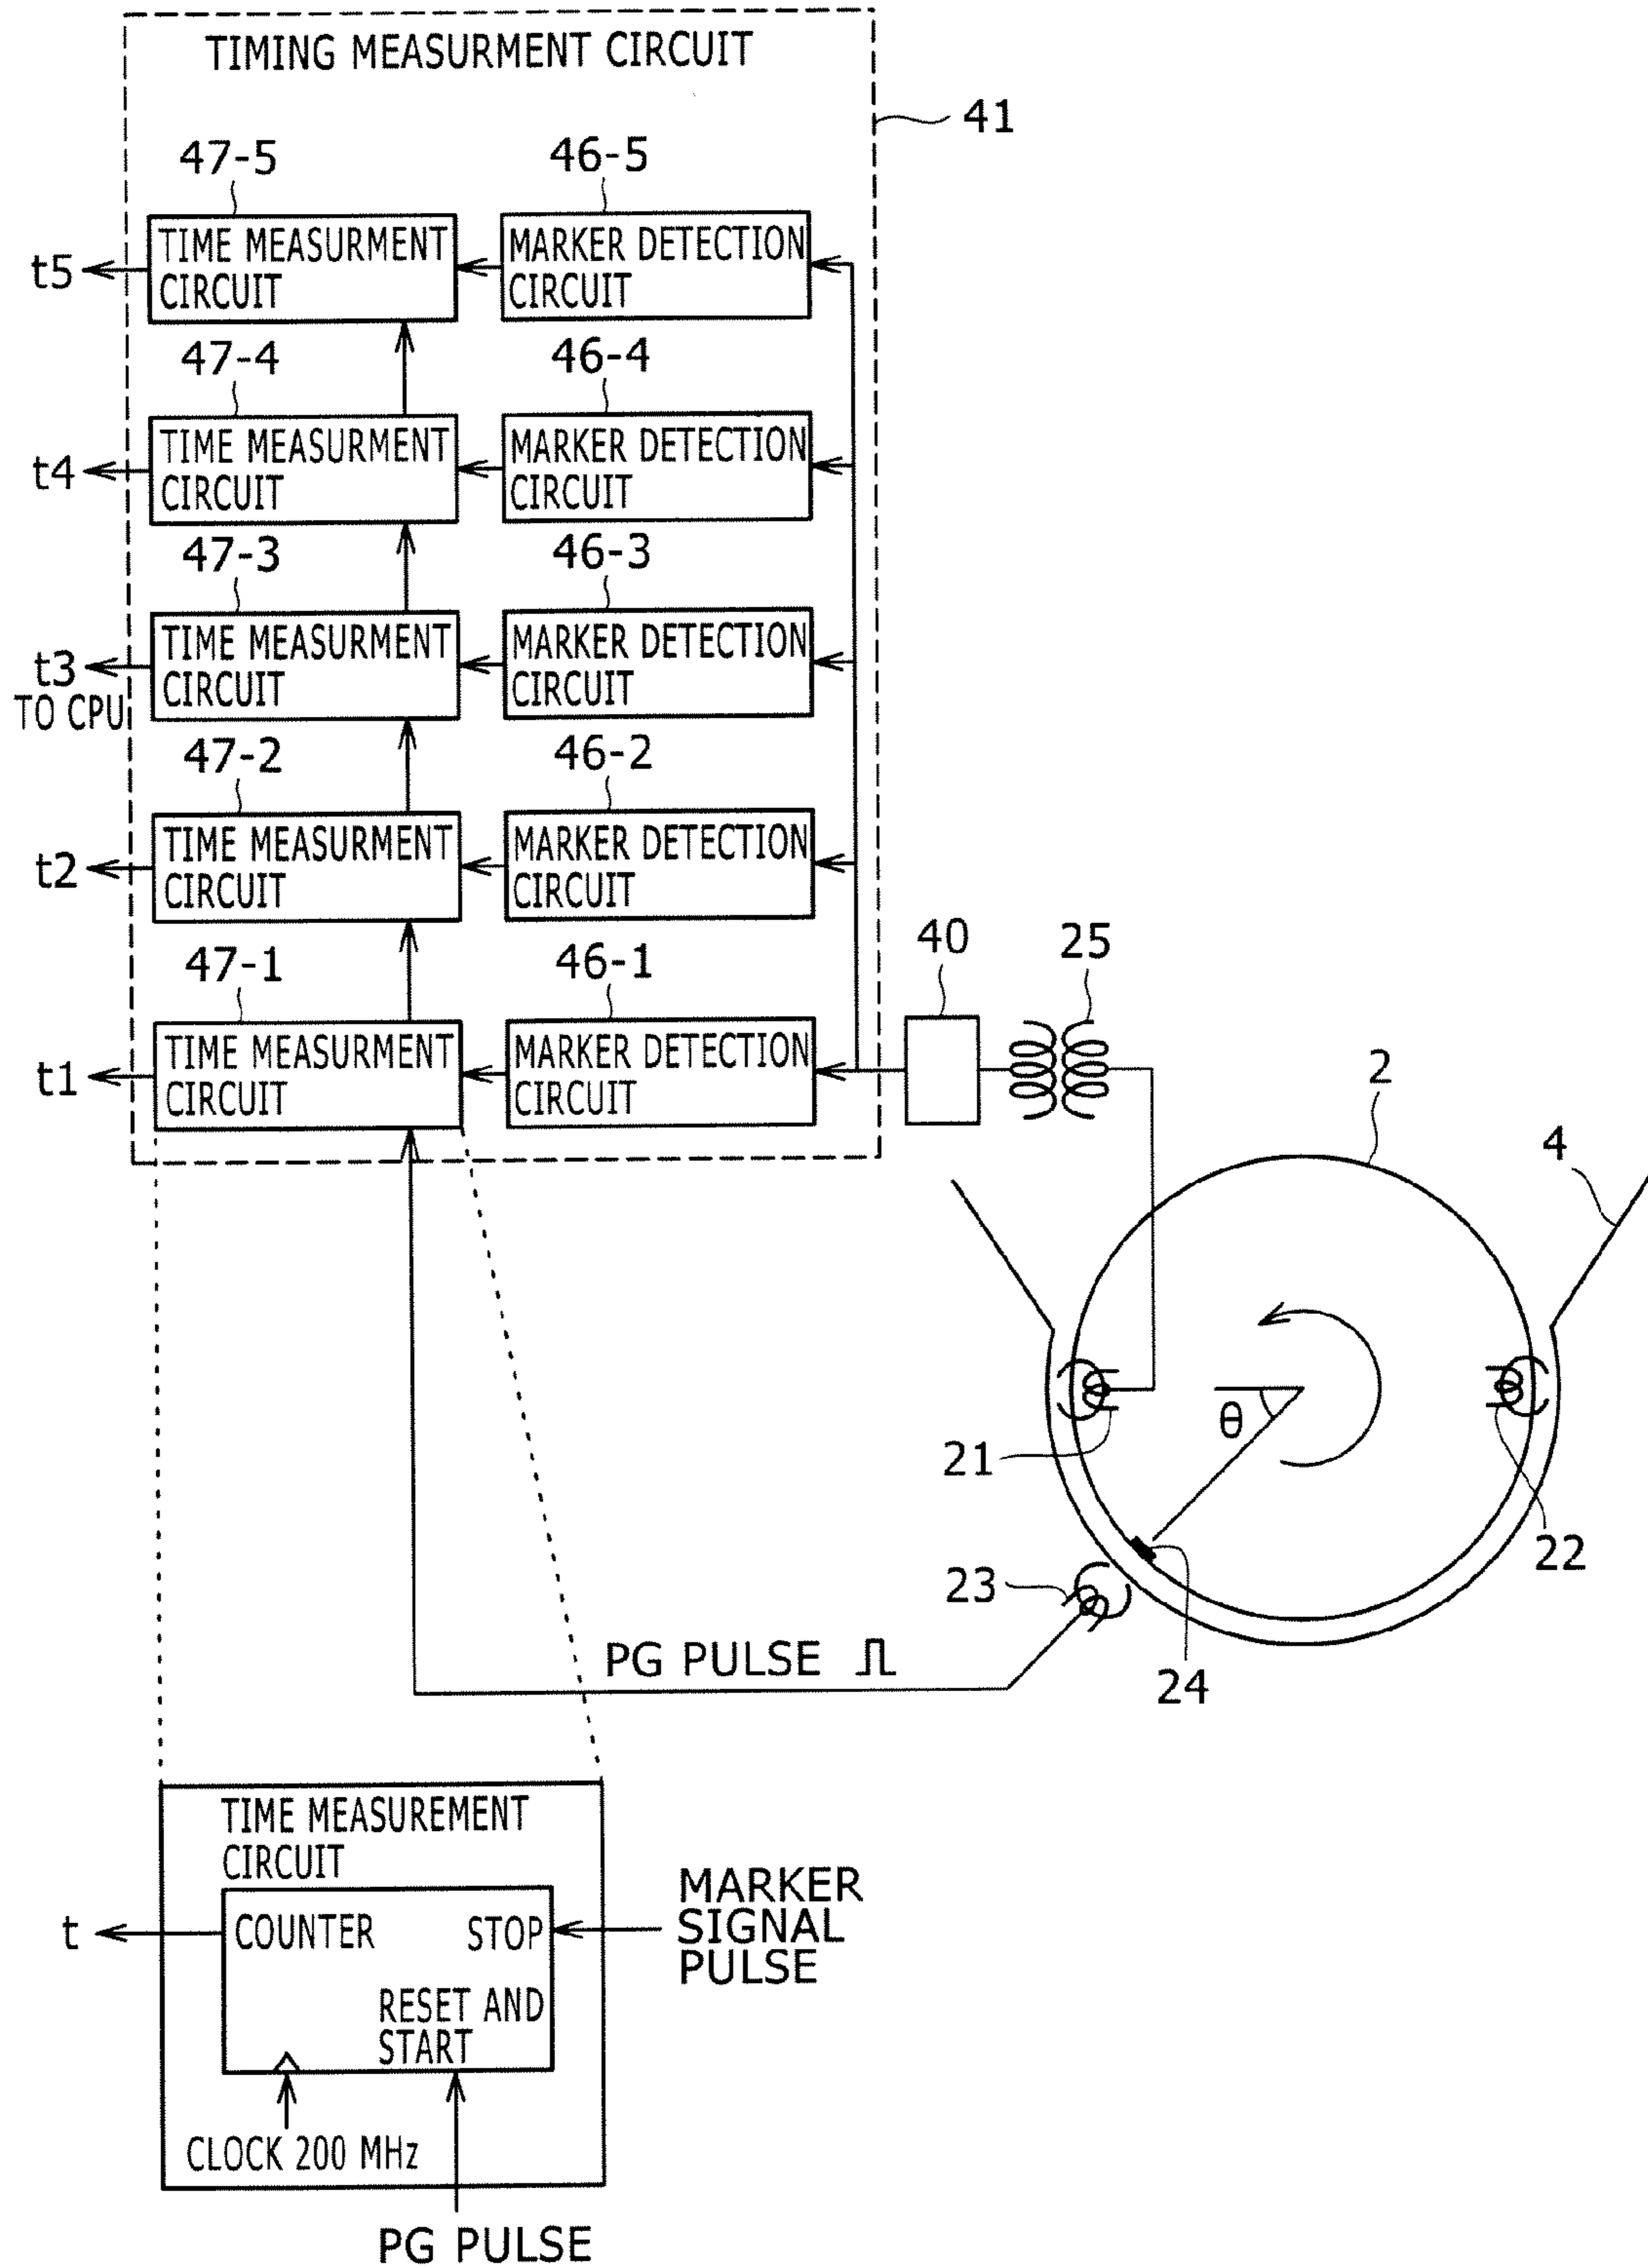 TIMING MEASURMENT CIRCUIT
41
47-5
46-5
TIME MEASURMENT
CIRCUIT
MARKER DETECTION
CIRCUIT
t5
47-4
46-4
TIME MEASURMENT
CIRCUIT
MARKER DETECTION
CIRCUIT
t4
47-3
46-3
TIME MEASURMENT
CIRCUIT
MARKER DETECTION
CIRCUIT
t3
TO CPU
47-2
46-2
TIME MEASURMENT
CIRCUIT
MARKER DETECTION
CIRCUIT
t2
47-1
46-1
TIME MEASURMENT
CIRCUIT
MARKER DETECTION
CIRCUIT
t1
40
25
2
4
θ
21
22
23
24
PG PULSE
TIME MEASUREMENT
CIRCUIT
t
COUNTER
STOP
RESET AND
START
MARKER
SIGNAL
PULSE
CLOCK 200 MHz
PG PULSE